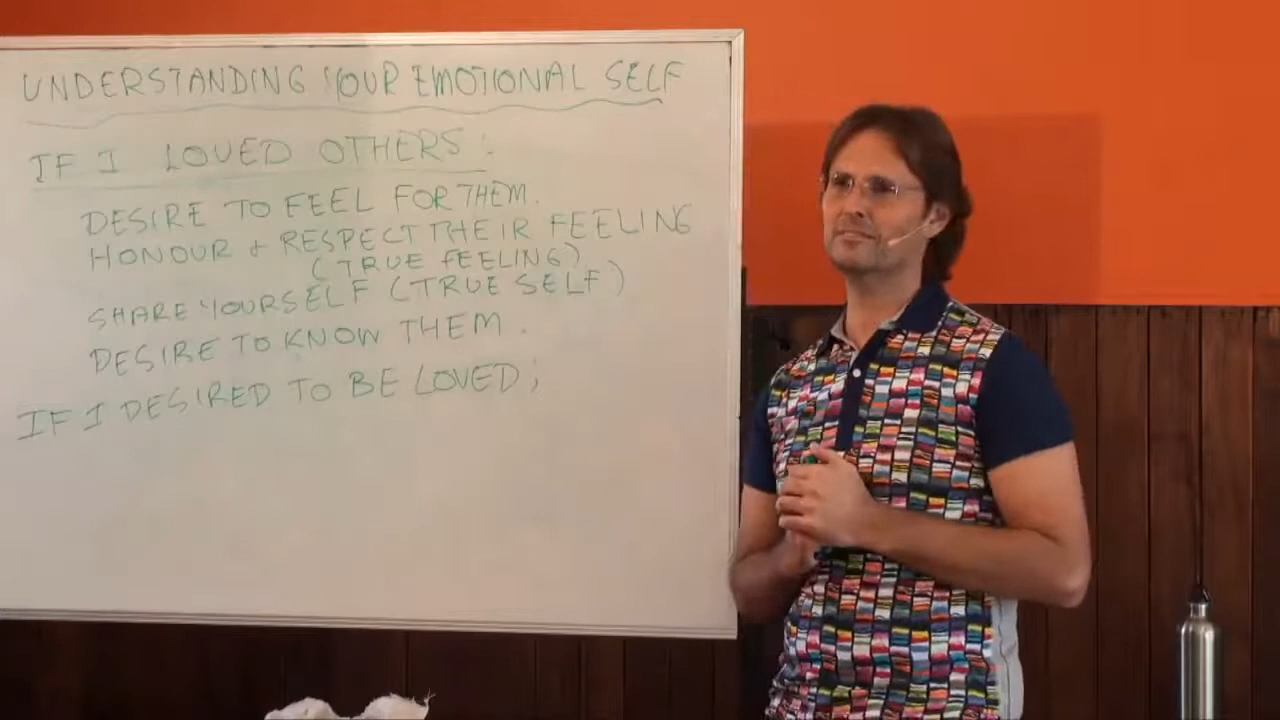 UNDERSTANDING YOUR EMOTIONAL SELF
IF I LOVED OTHERS:
DESIRE TO FEEL FOR THEM.
HONOUR + RESPECT THEIR FEELING
(TRUE FEELING)
SHARE YOURSELF (TRUE SELF)
DESIRE TO KNOW THEM.
IF I DESIRED TO BE LOVED;